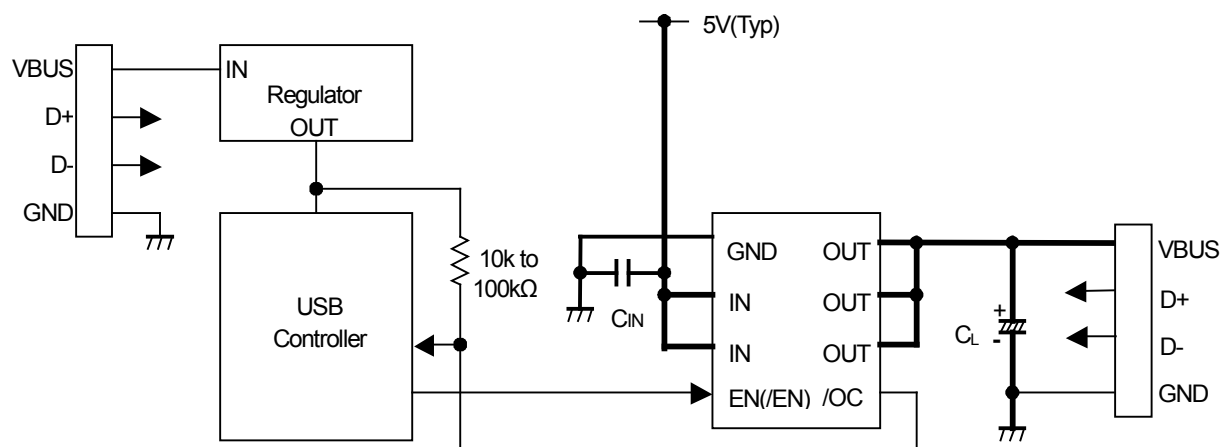 5V(Typ)
VBUS
D+
D-
GND
IN
Regulator
OUT
10k to
100kΩ
USB
Controller
CIN
GND OUT
IN OUT
IN OUT
EN(/EN) /OC
+
-
CL
VBUS
D+
D-
GND